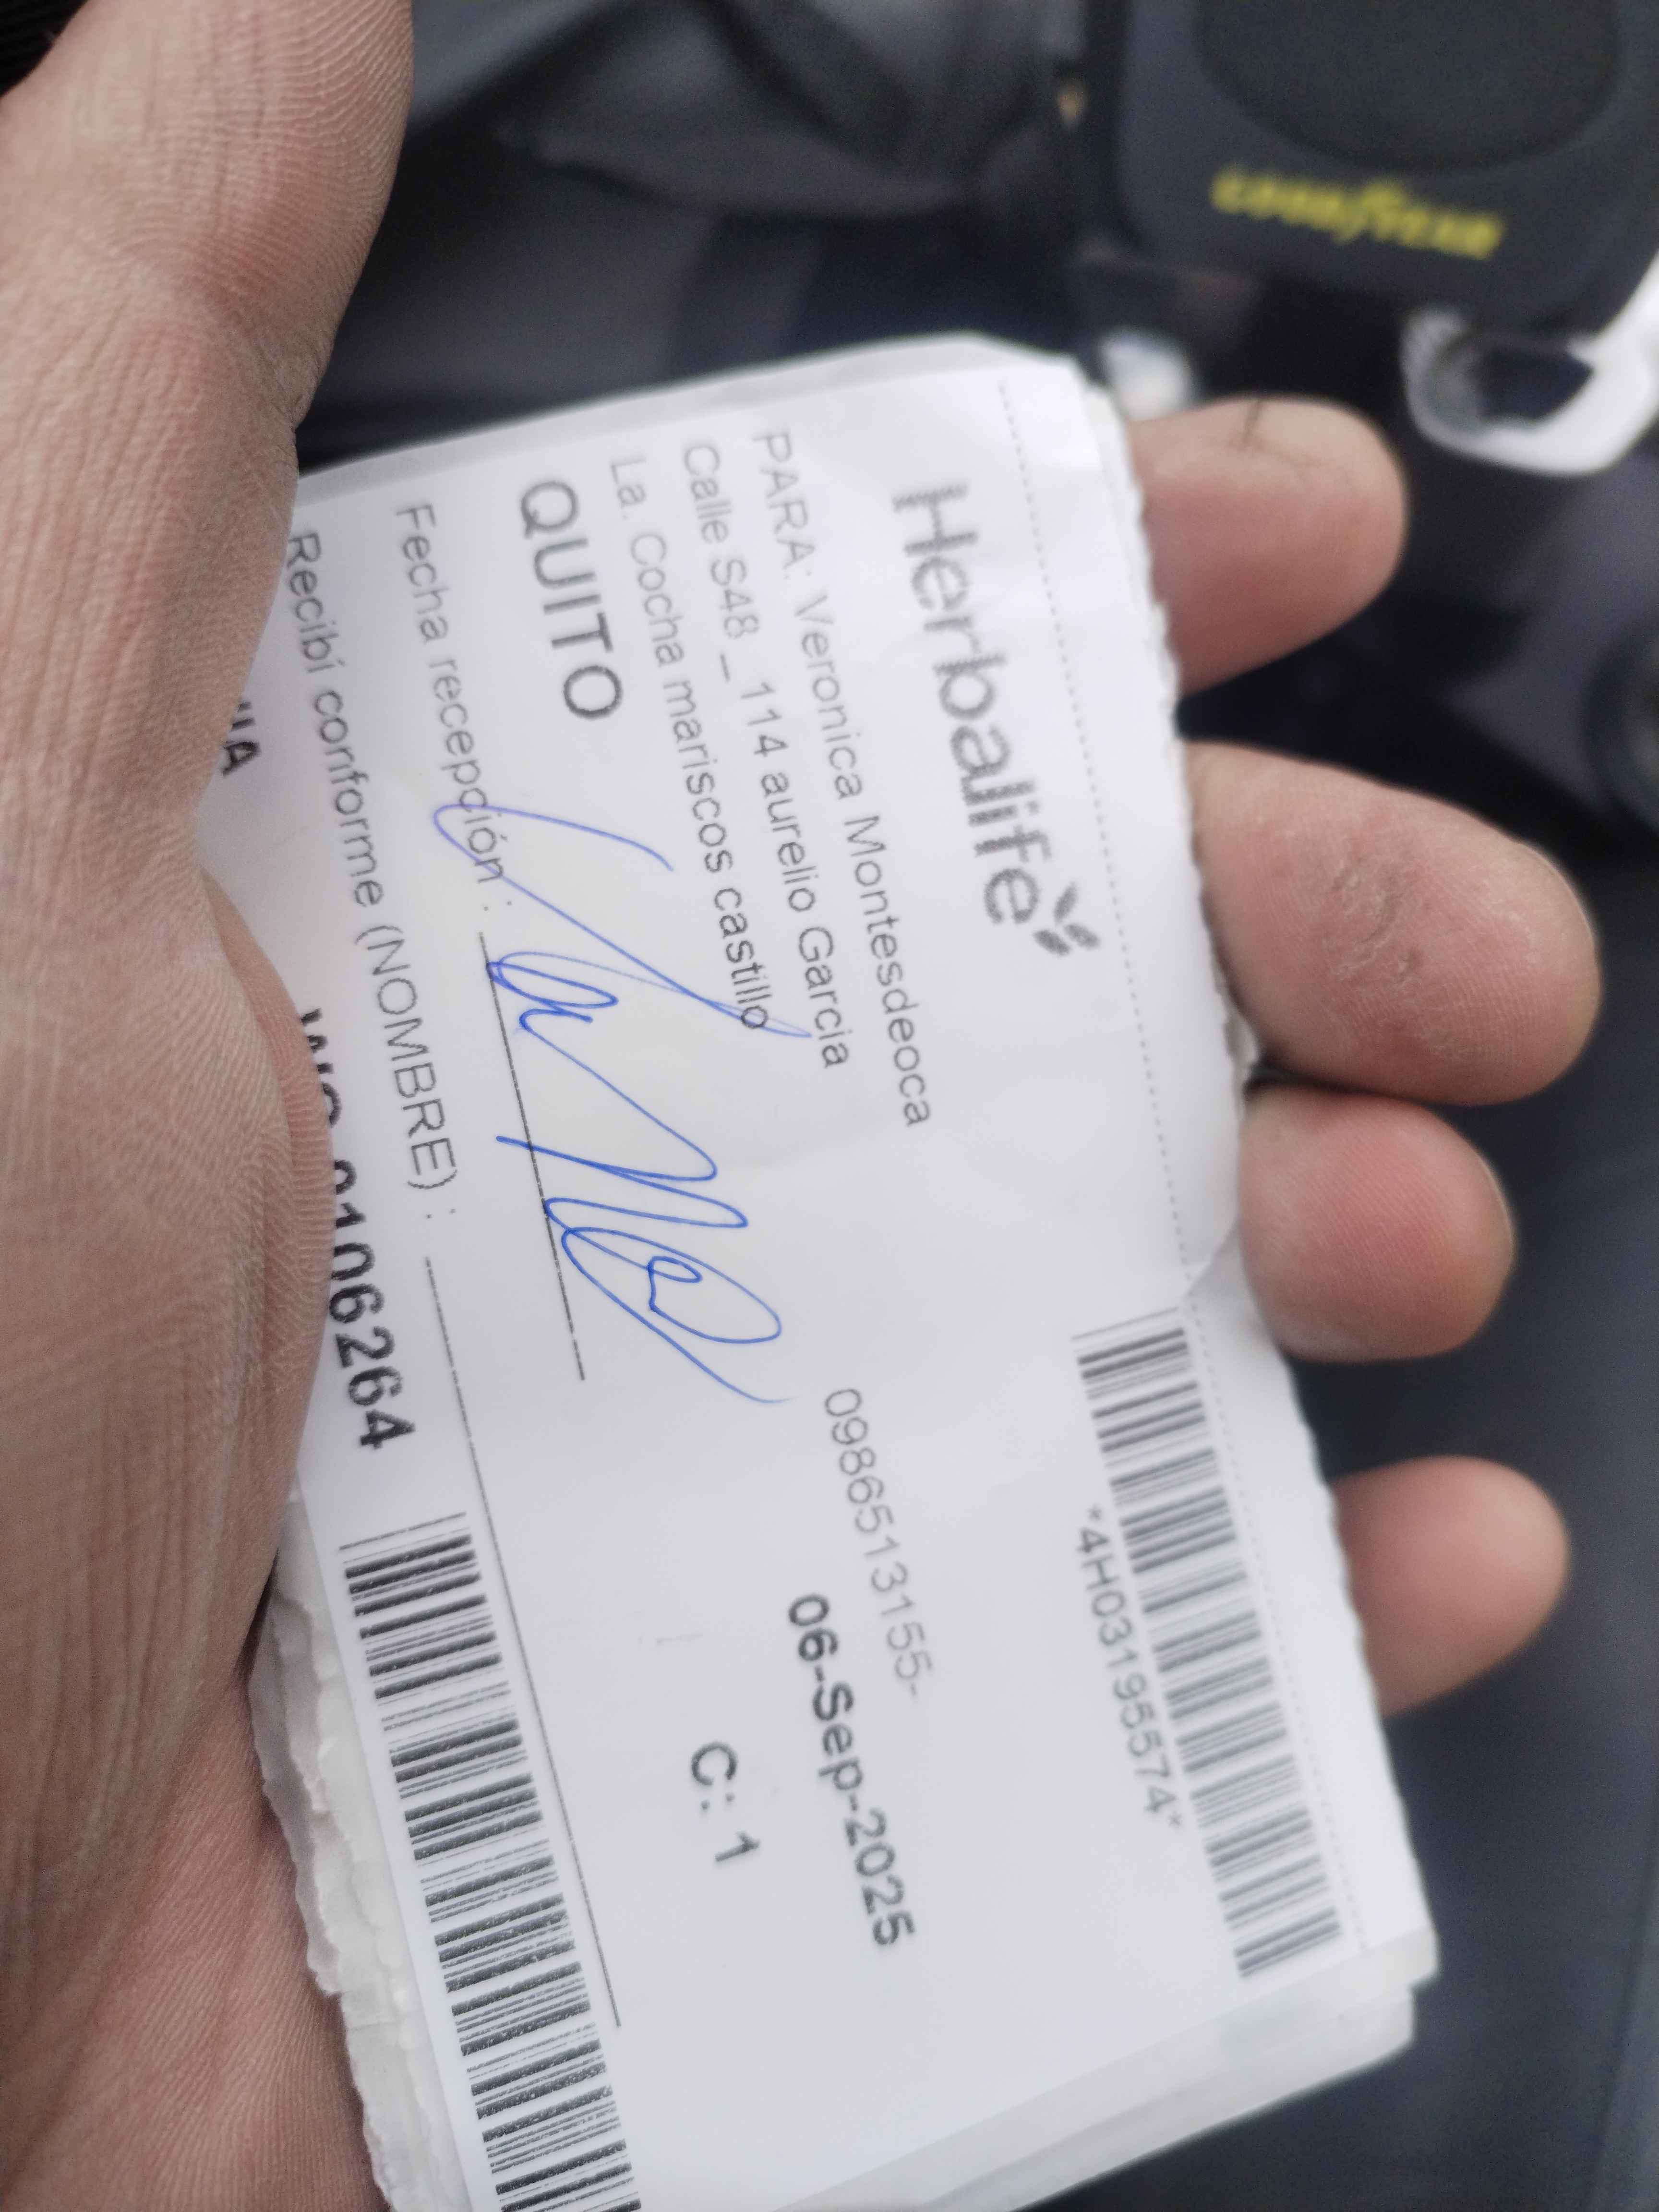 GOODYEAR
Herbalife
*4H03195574*
PARA: Veronica Montesdeoca
Calle S48 _ 114 aurelio Garcia
0986513155-
La. Cocha mariscos castillo
06-Sep-2025
QUITO
C: 1
Fecha recepción :
Recibí conforme (NOMBRE) :
0106264